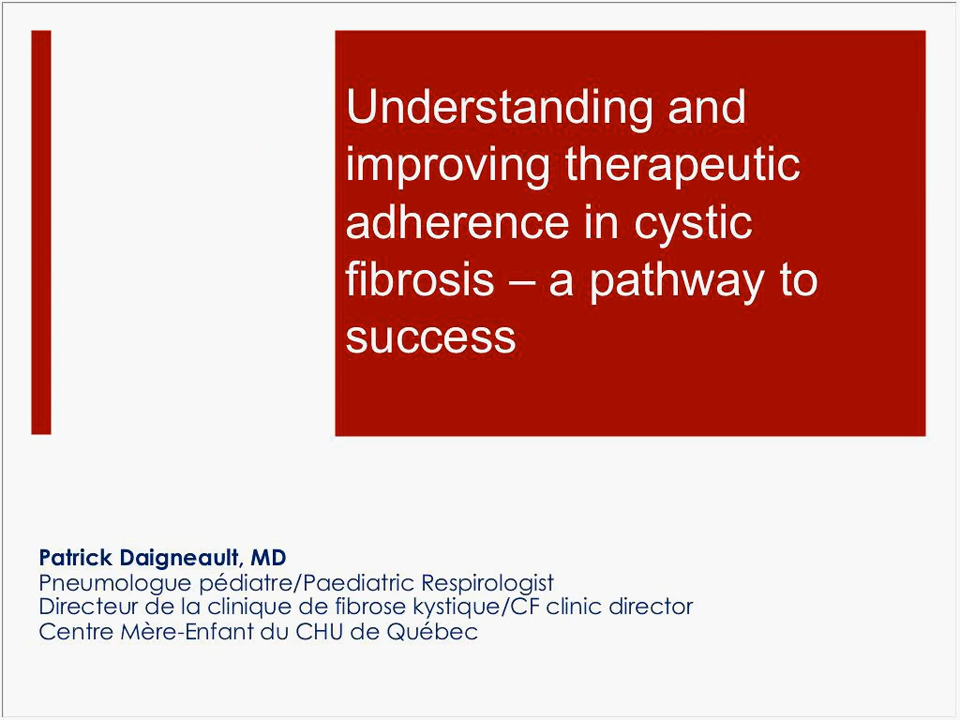 Understanding and
improving therapeutic
adherence in cystic
fibrosis – a pathway to
success
Patrick Daigneault, MD
Pneumologue pédiatre/Paediatric Respirologist
Directeur de la clinique de fibrose kystique/CF clinic director
Centre Mère-Enfant du CHU de Québec